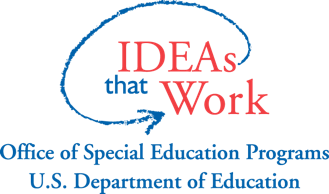 IDEAs
that Work
Office of Special Education Programs
U.S. Department of Education